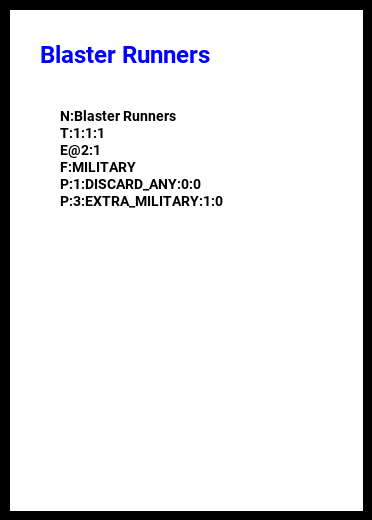 Blaster Runners
N:Blaster Runners
T:1:1:1
E@2:1
F:MILITARY
P:1:DISCARD_ANY:0:0
P:3:EXTRA_MILITARY:1:0